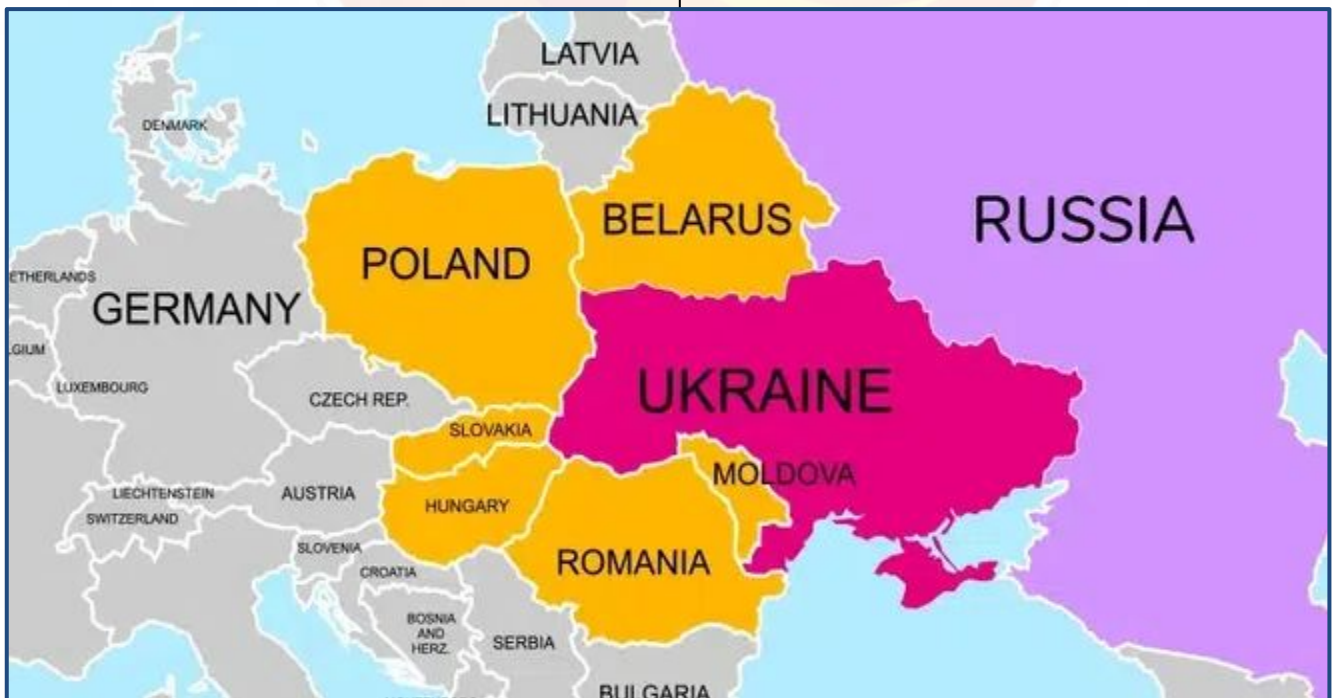 LATVIA
LITHUANIA
DENMARK
RUSSIA
BELARUS
POLAND
ETHERLANDS
GERMANY
LGIUM
LUXEMBOURG
UKRAINE
CZECH REP.
SLOVAKIA
MOLDOVA
LIECHTENSTEIN
AUSTRIA
HUNGARY
SWITZERLAND
SLOVENIA
ROMANIA
CROATIA
BOSNIA
AND
HERZ.
SERBIA
BULGARIA